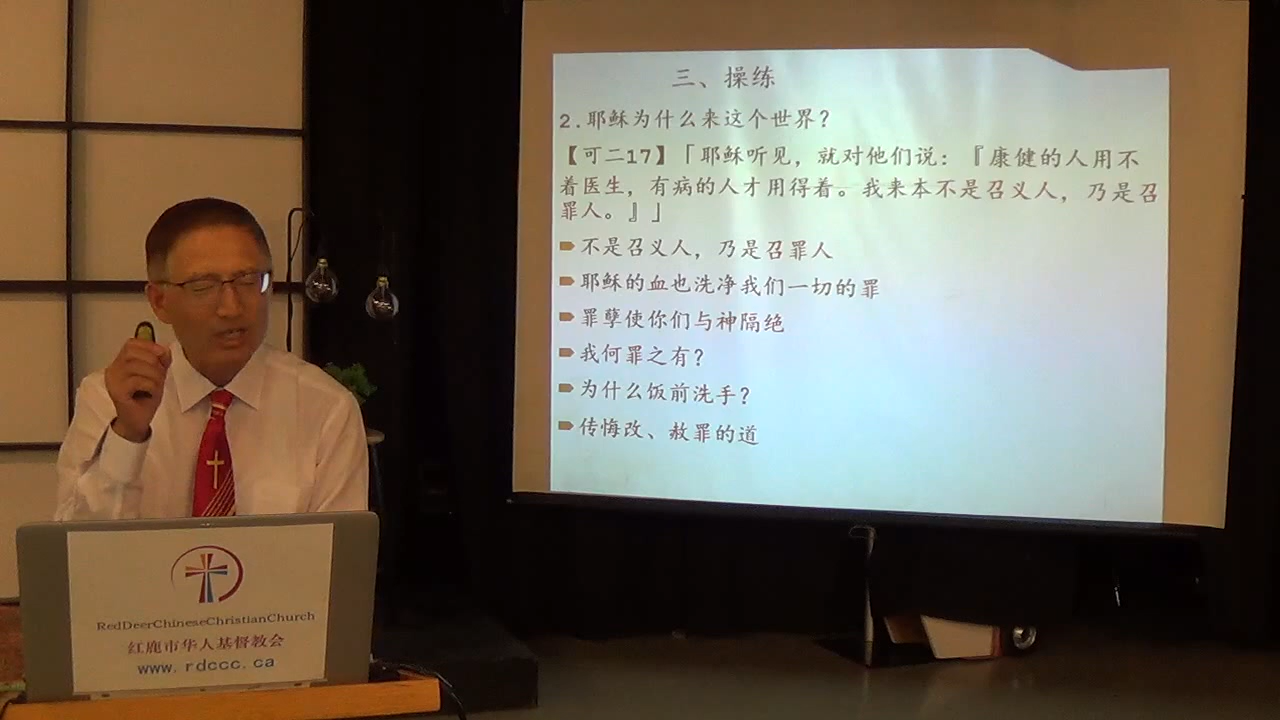 三、操练
2.耶稣为什么来这个世界？
【可二17】「耶稣听见，就对他们说：『康健的人用不
着医生，有病的人才用得着。我来本不是召义人，乃是召
罪人。』」
不是召义人，乃是召罪人
耶稣的血也洗净我们一切的罪
罪孽使你们与神隔绝
我何罪之有？
为什么饭前洗手？
传悔改、赦罪的道
RedDeerChineseChristianChurch
红鹿市华人基督教会
www.rdccc.ca